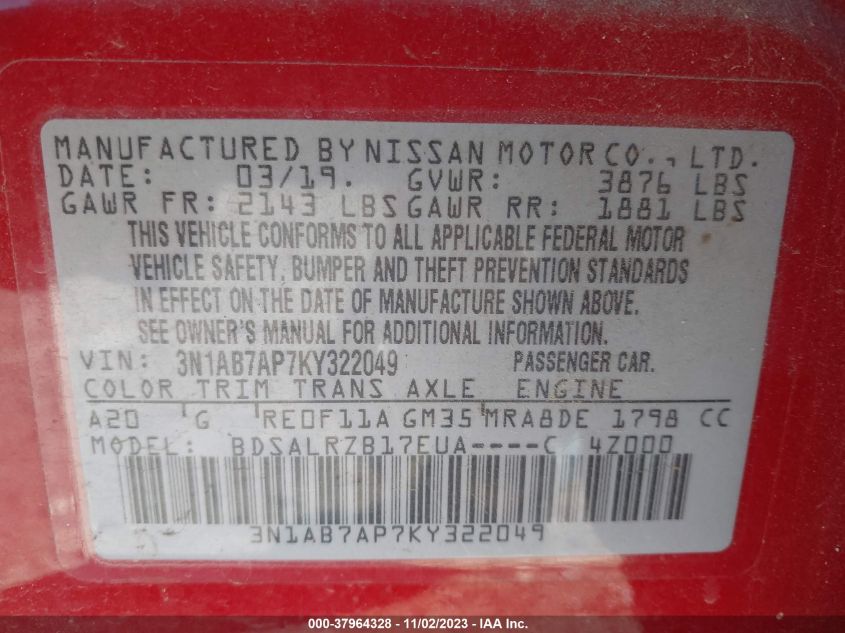 MANUFACTURED BY NISSAN MOTOR CO., LTD.
DATE: 03/19. GVWR: 3876 LBS
GAWR FR: 2143 LBS GAWR RR: 1881 LBS
THIS VEHICLE CONFORMS TO ALL APPLICABLE FEDERAL MOTOR
VEHICLE SAFETY, BUMPER AND THEFT PREVENTION STANDARDS
IN EFFECT ON THE DATE OF MANUFACTURE SHOWN ABOVE.
SEE OWNER'S MANUAL FOR ADDITIONAL INFORMATION.
VIN: 3N1AB7AP7KY322049 PASSENGER CAR.
COLOR TRIM TRANS AXLE ENGINE
A20 G RE0F11A GM35 MRA8DE 1798 CC
MODEL: BDSALRZB17EUA----C 4Z000
3N1AB7AP7KY322049
000-37964328 - 11/02/2023 - IAA Inc.